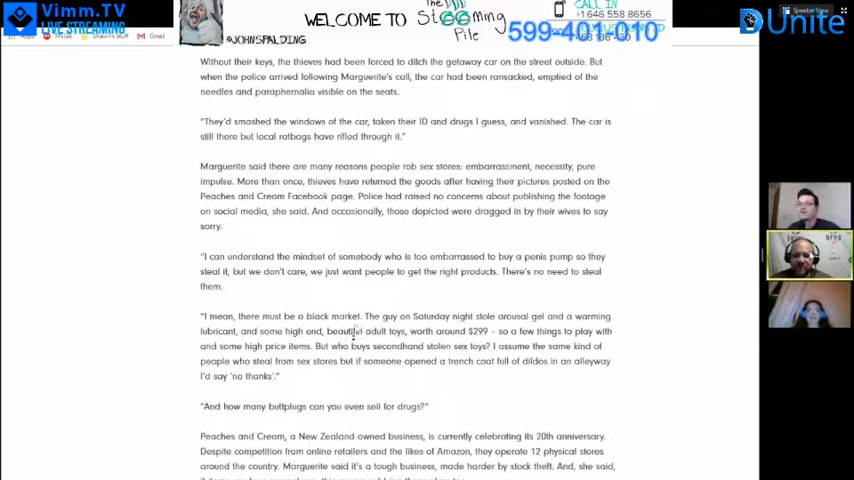 Vimm.TV
LIVE STREAMING
@JOHNSPALDING
WELCOME TO The Steeming Pile
CALL IN
+1 646 558 8656
599-401-010
DUnite
Speaker View
Gmail
Without their keys, the thieves had been forced to ditch the getaway car on the street outside. But
when the police arrived following Marguerite's call, the car had been ransacked, emptied of the
needles and paraphernalia visible on the seats.
"They'd smashed the windows of the car, taken their ID and drugs I guess, and vanished. The car is
still there but local ratbags have rifled through it."
Marguerite said there are many reasons people rob sex stores: embarrassment, necessity, pure
impulse. More than once, thieves have returned the goods after having their pictures posted on the
Peaches and Cream Facebook page. Police had raised no concerns about publishing the footage
on social media, she said. And occasionally, those depicted were dragged in by their wives to say
sorry.
"I can understand the mindset of somebody who is too embarrassed to buy a penis pump so they
steal it, but we don't care, we just want people to get the right products. There's no need to steal
them.
"I mean, there must be a black market. The guy on Saturday night stole arousal gel and a warming
lubricant, and some high end, beautiful adult toys, worth around $299 - so a few things to play with
and some high price items. But who buys secondhand stolen sex toys? I assume the same kind of
people who steal from sex stores but if someone opened a trench coat full of dildos in an alleyway
I'd say 'no thanks'."
"And how many buttplugs can you even sell for drugs?"
Peaches and Cream, a New Zealand owned business, is currently celebrating its 20th anniversary.
Despite competition from online retailers and the likes of Amazon, they operate 12 physical stores
around the country. Marguerite said it's a tough business, made harder by stock theft. And, she said,